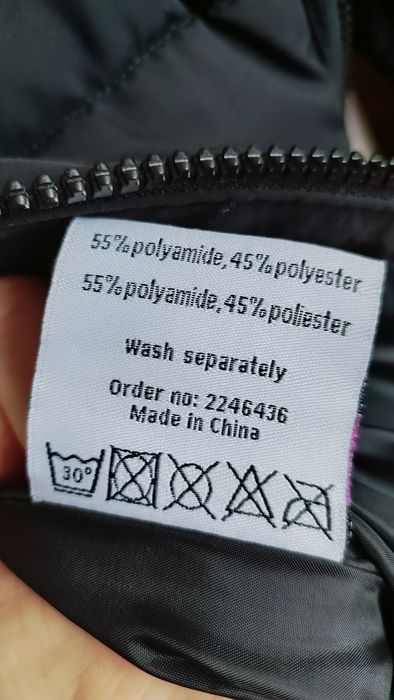 55% polyamide, 45% polyester
55% polyamide, 45% poliester
Wash separately
Order no: 2246436
Made in China
30°